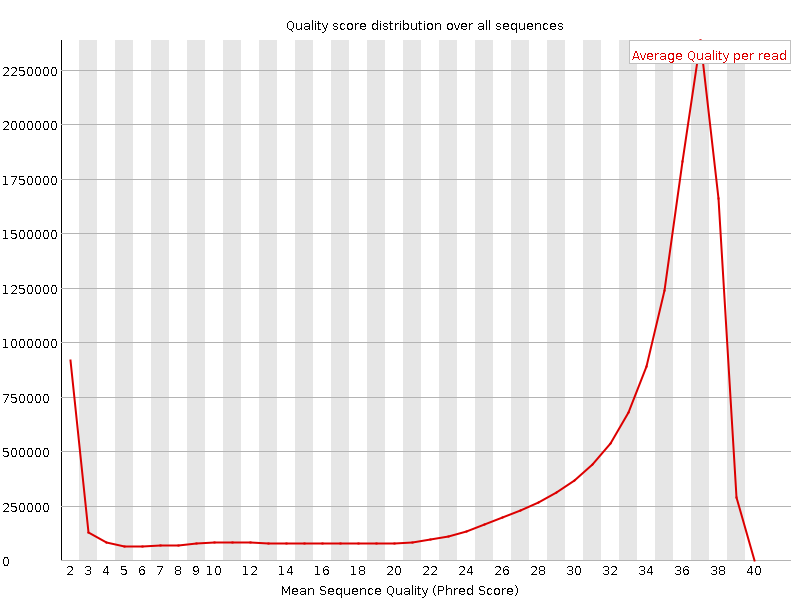 Quality score distribution over all sequences
Average Quality per read
2250000
2000000
1750000
1500000
1250000
1000000
750000
500000
250000
0
2 3 4 5 6 7 8 9 10 12 14 16 18 20 22 24 26 28 30 32 34 36 38 40
Mean Sequence Quality (Phred Score)